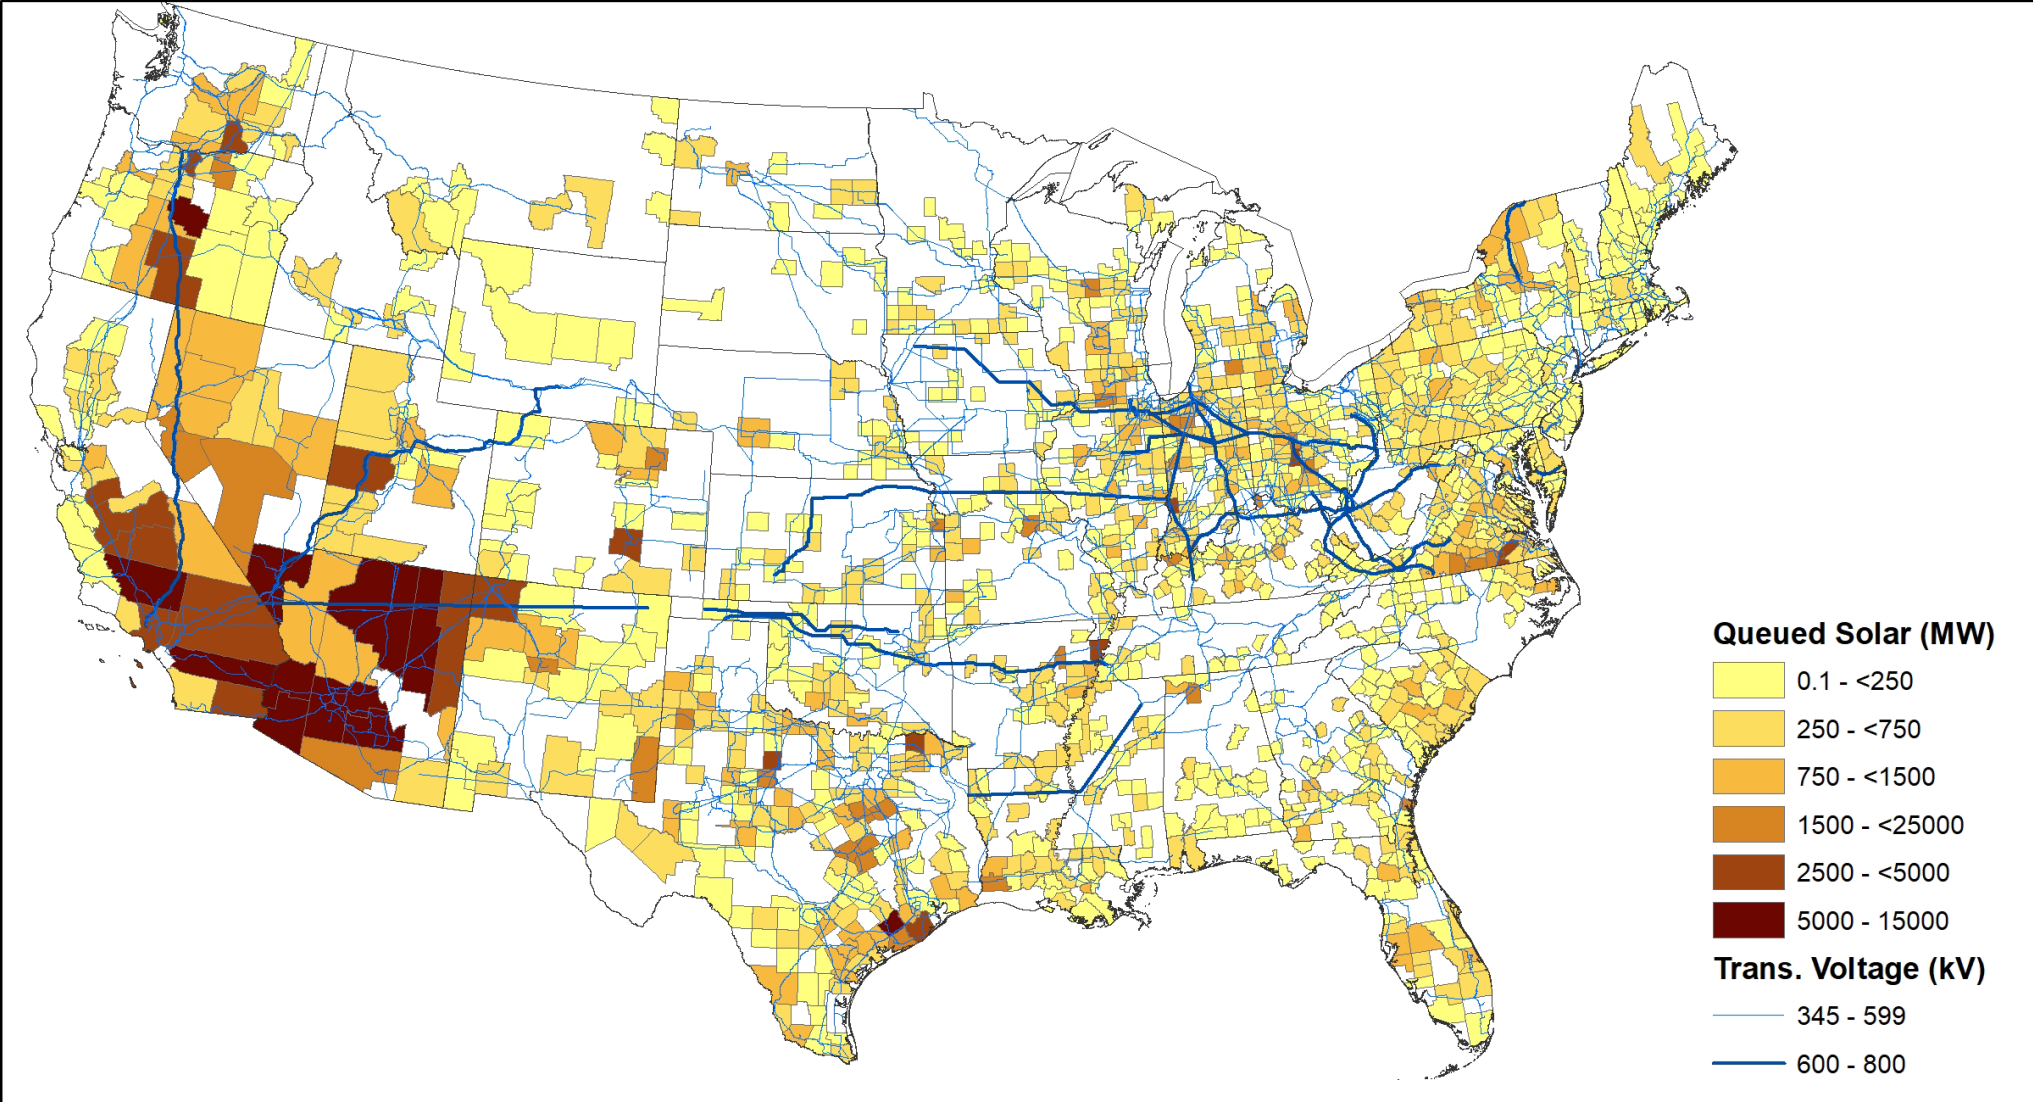 Queued Solar (MW)
0.1 - <250
250 - <750
750 - <1500
1500 - <25000
2500 - <5000
5000 - 15000
Trans. Voltage (kV)
345 - 599
600 - 800